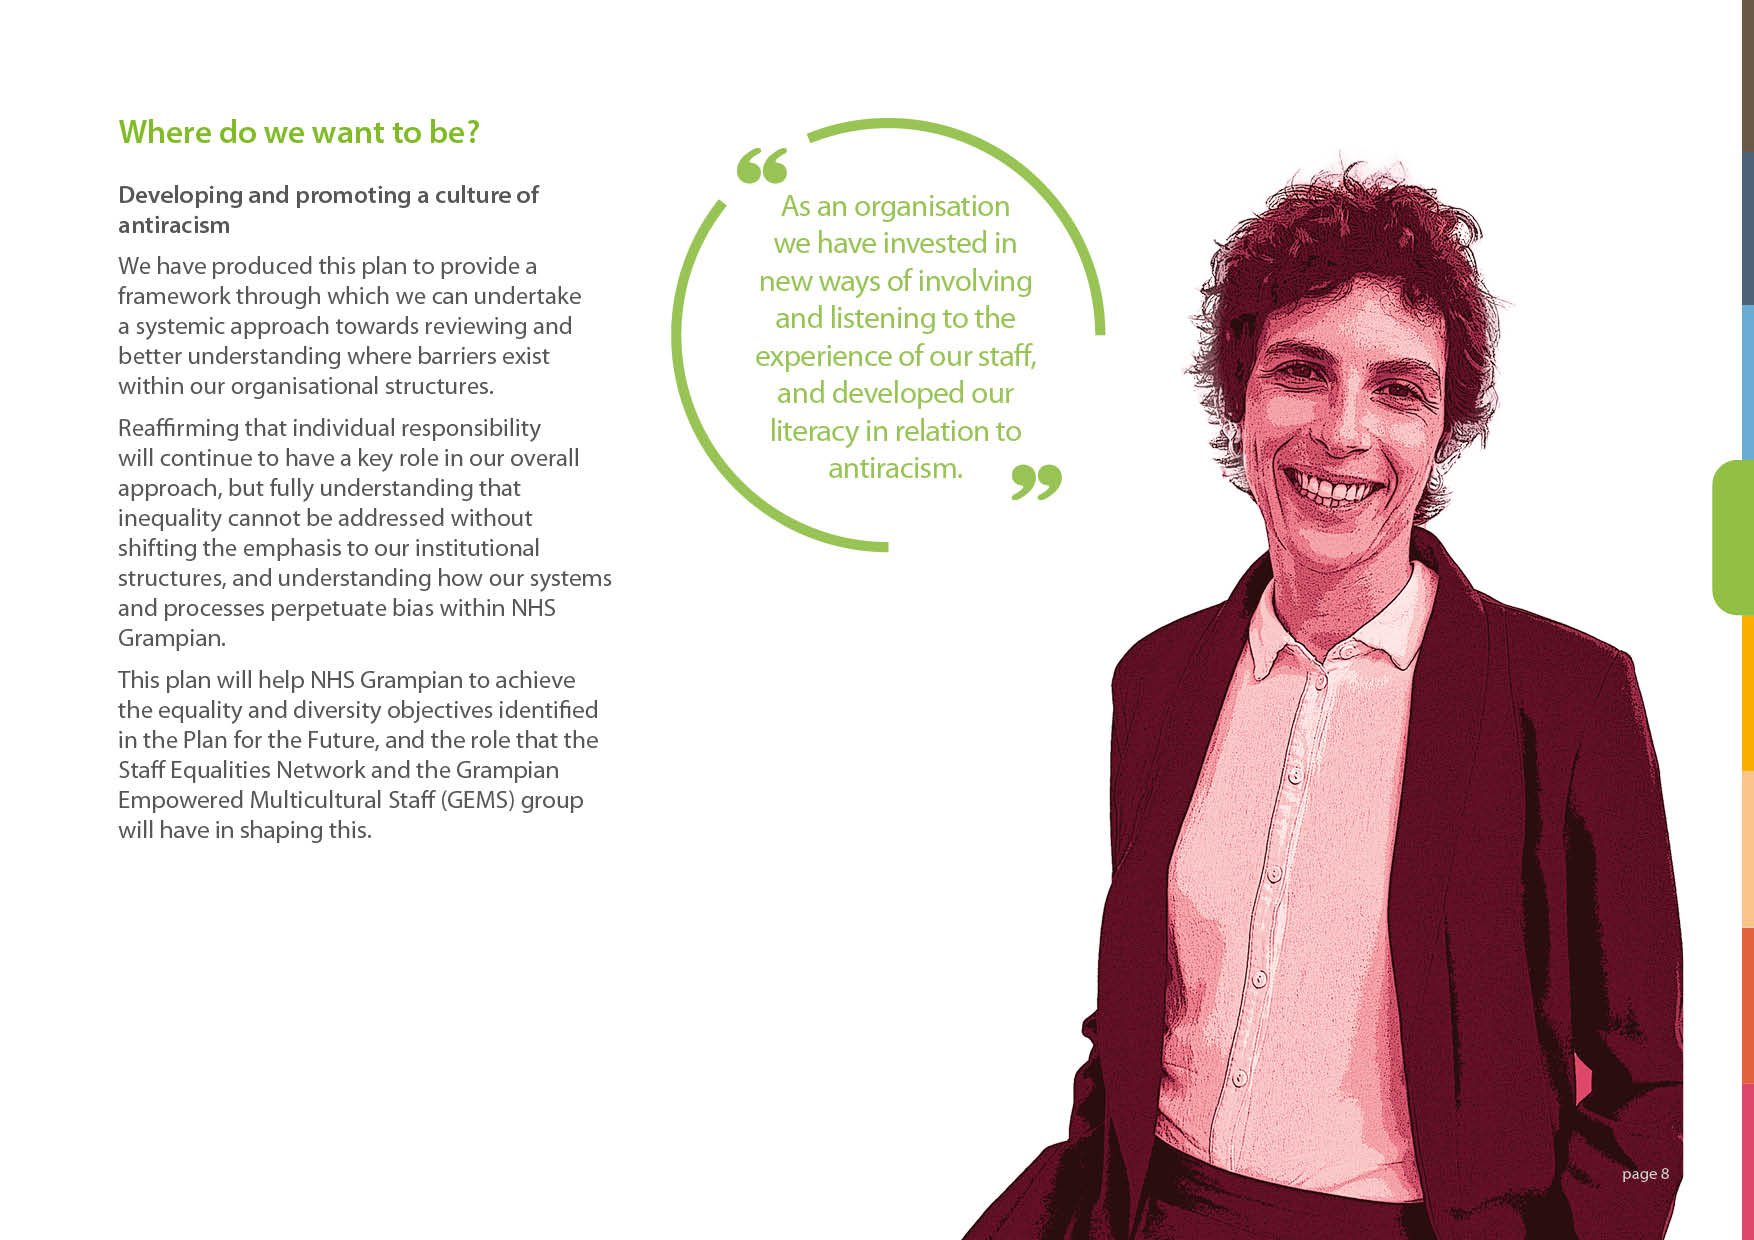 Where do we want to be?
Developing and promoting a culture of
antiracism
We have produced this plan to provide a
framework through which we can undertake
a systemic approach towards reviewing and
better understanding where barriers exist
within our organisational structures.
Reaffirming that individual responsibility
will continue to have a key role in our overall
approach, but fully understanding that
inequality cannot be addressed without
shifting the emphasis to our institutional
structures, and understanding how our systems
and processes perpetuate bias within NHS
Grampian.
This plan will help NHS Grampian to achieve
the equality and diversity objectives identified
in the Plan for the Future, and the role that the
Staff Equalities Network and the Grampian
Empowered Multicultural Staff (GEMS) group
will have in shaping this.
“
As an organisation
we have invested in
new ways of involving
and listening to the
experience of our staff,
and developed our
literacy in relation to
antiracism.
”
page 8